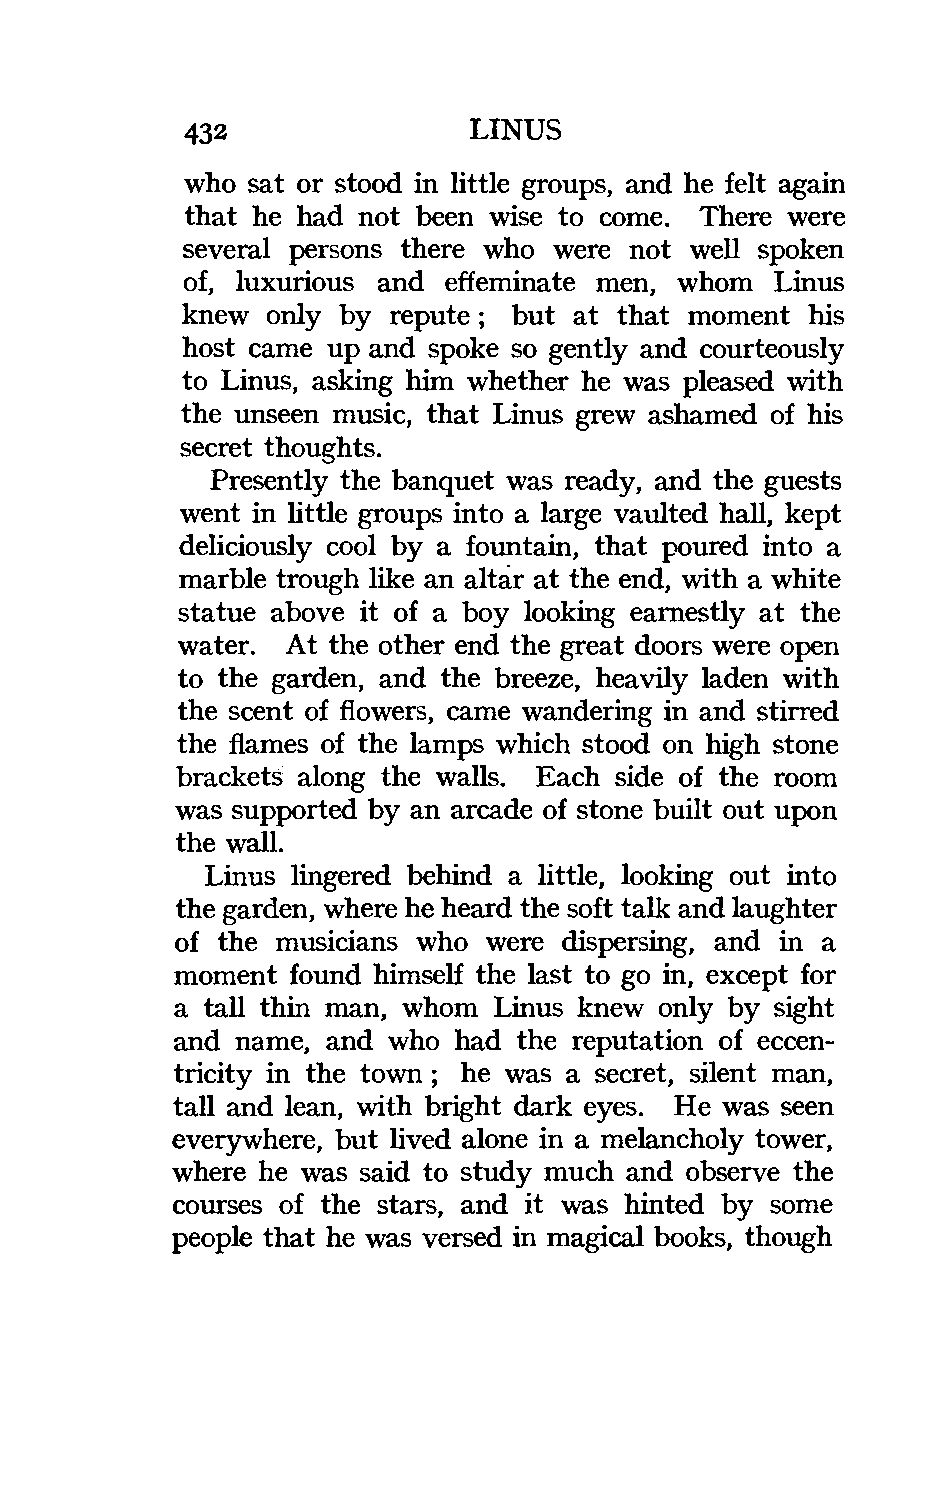 432 LINUS
who sat or stood in little groups, and he felt again
that he had not been wise to come. There were
several persons there who were not well spoken
of, luxurious and effeminate men, whom Linus
knew only by repute ; but at that moment his
host came up and spoke so gently and courteously
to Linus, asking him whether he was pleased with
the unseen music, that Linus grew ashamed of his
secret thoughts.
Presently the banquet was ready, and the guests
went in little groups into a large vaulted hall, kept
deliciously cool by a fountain, that poured into a
marble trough like an altar at the end, with a white
statue above it of a boy looking earnestly at the
water. At the other end the great doors were open
to the garden, and the breeze, heavily laden with
the scent of flowers, came wandering in and stirred
the flames of the lamps which stood on high stone
brackets along the walls. Each side of the room
was supported by an arcade of stone built out upon
the wall.
Linus lingered behind a little, looking out into
the garden, where he heard the soft talk and laughter
of the musicians who were dispersing, and in a
moment found himself the last to go in, except for
a tall thin man, whom Linus knew only by sight
and name, and who had the reputation of eccen-
tricity in the town ; he was a secret, silent man,
tall and lean, with bright dark eyes. He was seen
everywhere, but lived alone in a melancholy tower,
where he was said to study much and observe the
courses of the stars, and it was hinted by some
people that he was versed in magical books, though